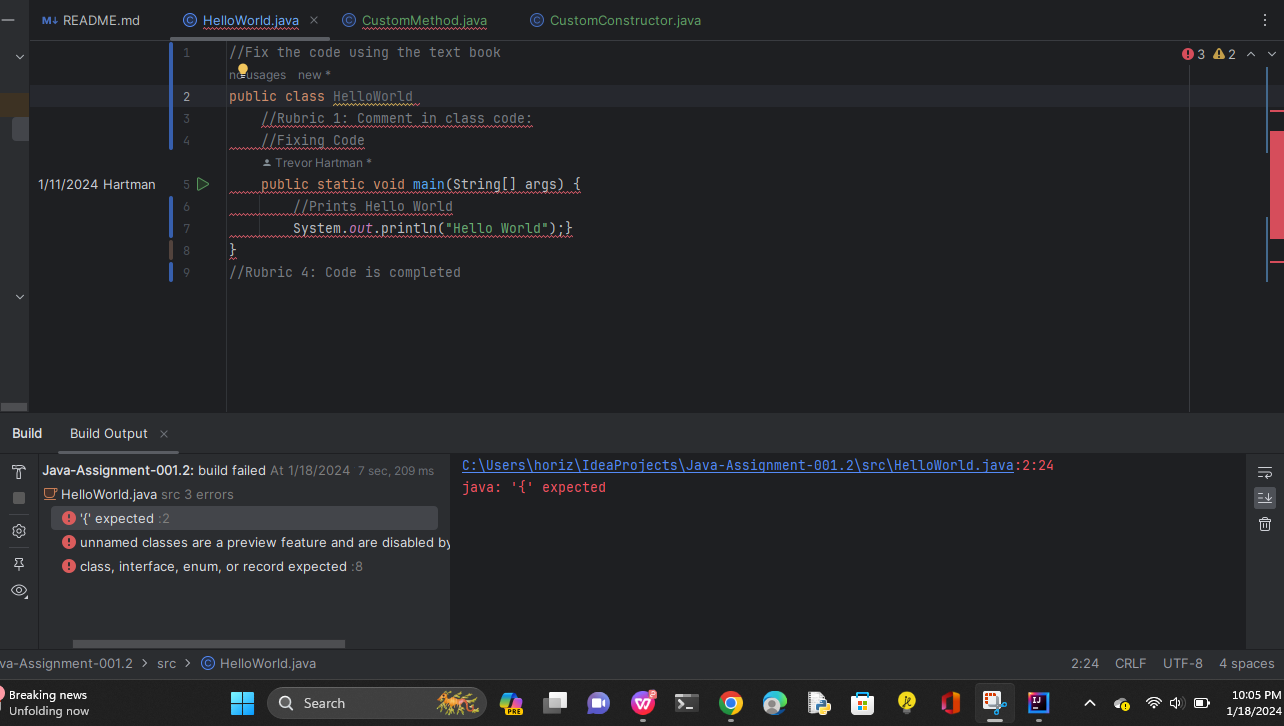 README.md
HelloWorld.java
CustomMethod.java
CustomConstructor.java
3 2
1 //Fix the code using the text book
no usages new *
2 public class HelloWorld
3 //Rubric 1: Comment in class code:
4 //Fixing Code
Trevor Hartman *
1/11/2024 Hartman 5 public static void main(String[] args) {
6 //Prints Hello World
7 System.out.println("Hello World");}
8 }
9 //Rubric 4: Code is completed
Build Build Output
Java-Assignment-001.2: build failed At 1/18/2024 7 sec, 209 ms
HelloWorld.java src 3 errors
'{' expected :2
unnamed classes are a preview feature and are disabled by
class, interface, enum, or record expected :8
C:\Users\horiz\IdeaProjects\Java-Assignment-001.2\src\HelloWorld.java:2:24
java: '{' expected
va-Assignment-001.2 > src > HelloWorld.java
2:24 CRLF UTF-8 4 spaces
Breaking news
Unfolding now
Search
PRE
10:05 PM
1/18/2024